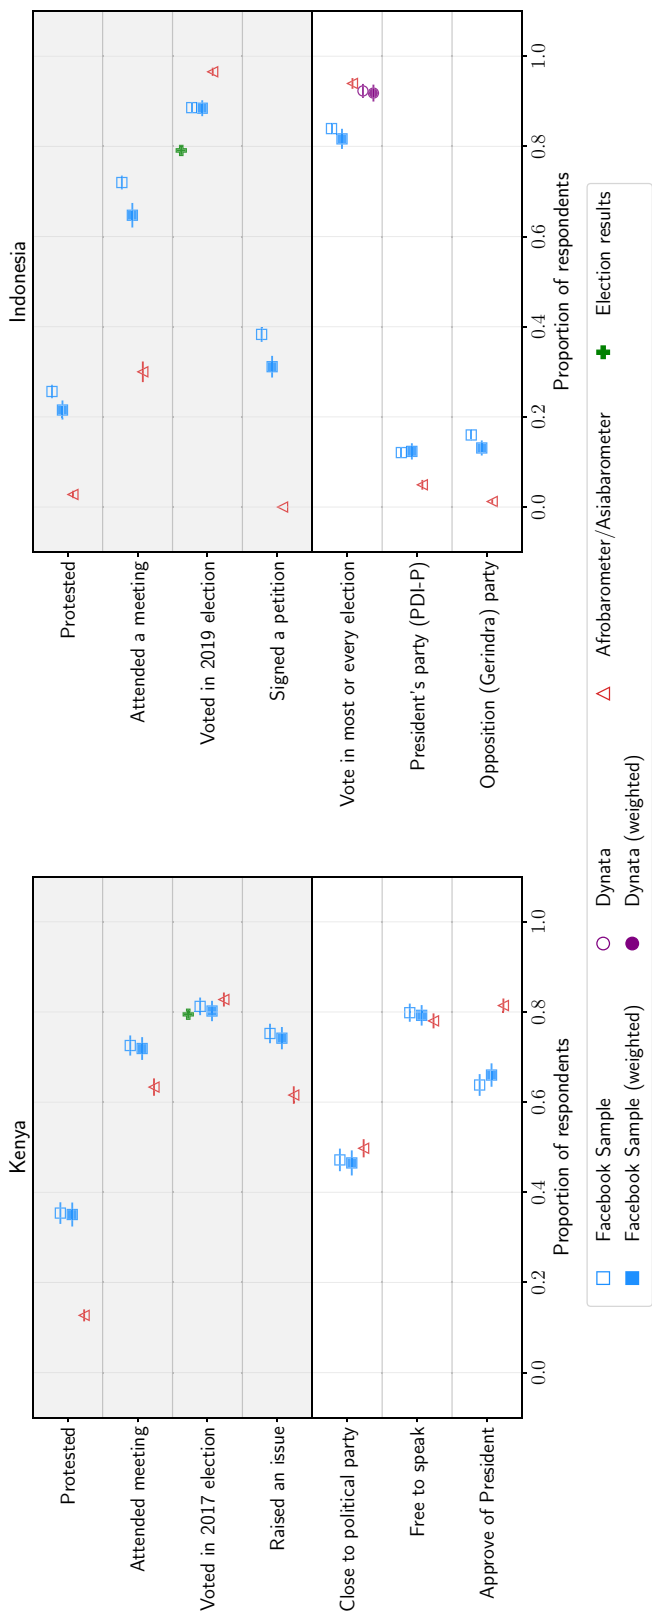 Kenya
Protested
Attended meeting
Voted in 2017 election
Raised an issue
Close to political party
Free to speak
Approve of President
0.0 0.2 0.4 0.6 0.8 1.0
Proportion of respondents
Indonesia
Protested
Attended a meeting
Voted in 2019 election
Signed a petition
Vote in most or every election
President's party (PDI-P)
Opposition (Gerindra) party
0.0 0.2 0.4 0.6 0.8 1.0
Proportion of respondents
Facebook Sample
Facebook Sample (weighted)
Dynata
Dynata (weighted)
Afrobarometer/Asiabarometer
Election results